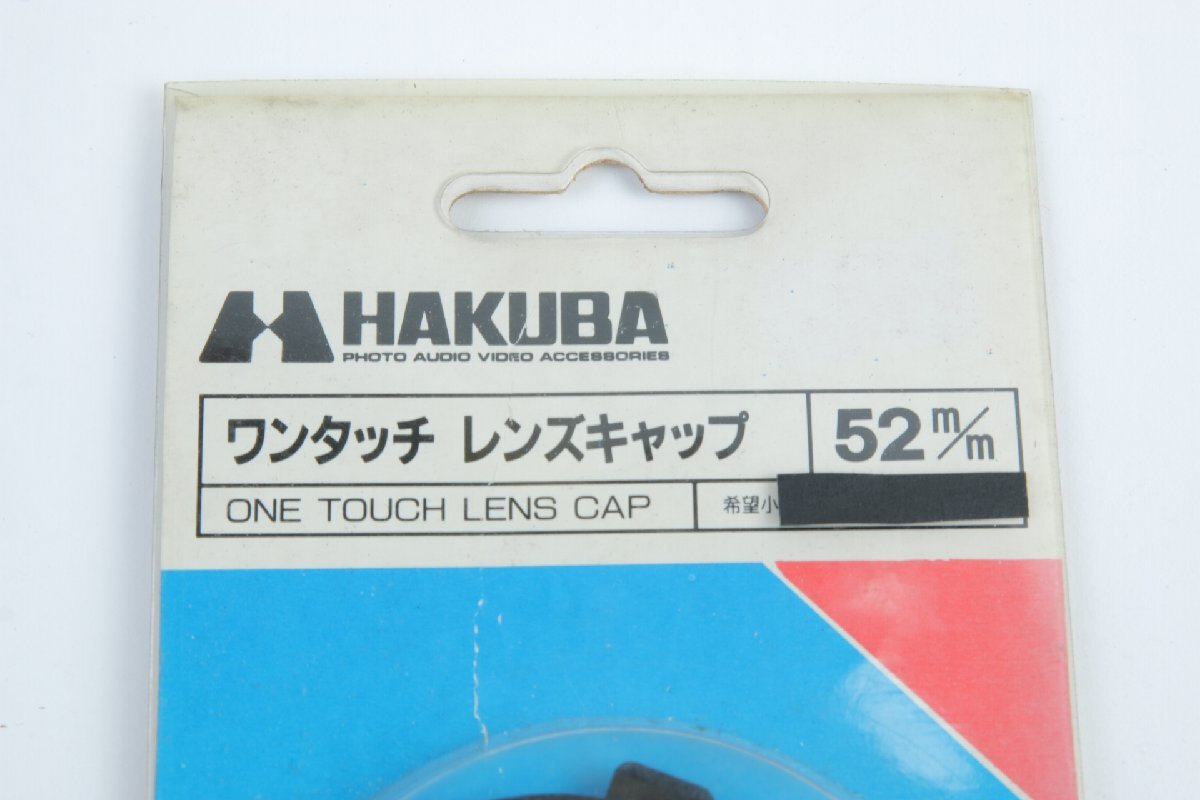 HAKUBA
PHOTO AUDIO VIDEO ACCESSORIES
ワンタッチ レンズキャップ 52 m/m
ONE TOUCH LENS CAP 希望小